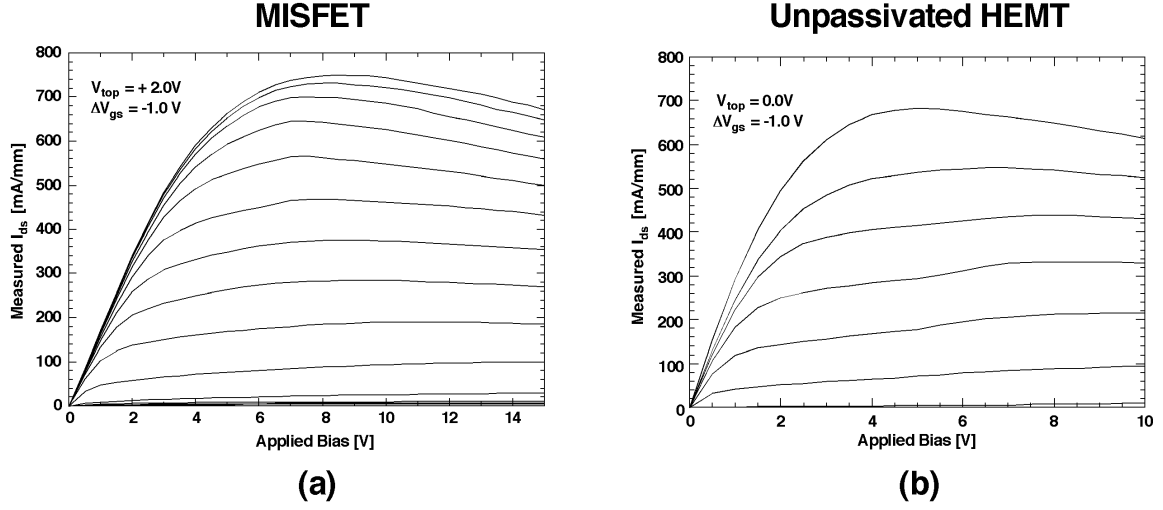 MISFET
Unpassivated HEMT
800
700
600
500
400
300
200
100
0
Measured Ids [mA/mm]
Vtop = + 2.0V
ΔVgs = -1.0 V
0 2 4 6 8 10 12 14
Applied Bias [V]
(a)
800
700
600
500
400
300
200
100
0
Measured Ids [mA/mm]
Vtop = 0.0V
ΔVgs = -1.0 V
0 2 4 6 8 10
Applied Bias [V]
(b)